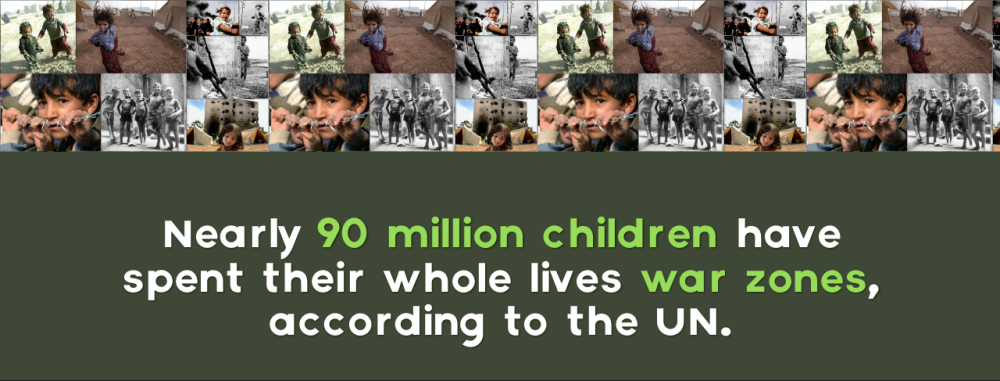 Nearly 90 million children have
spent their whole lives war zones,
according to the UN.